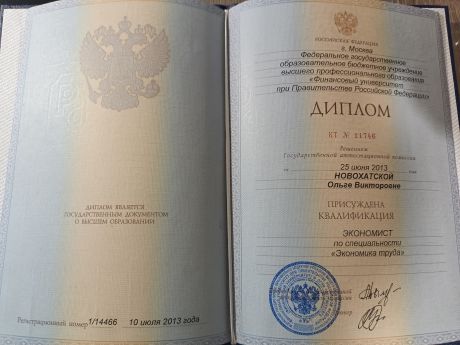 ДИПЛОМ ЯВЛЯЕТСЯ
ГОСУДАРСТВЕННЫМ ДОКУМЕНТОМ
О ВЫСШЕМ ОБРАЗОВАНИИ
Регистрационный номер 1/14466 10 июля 2013 года
РОССИЙСКАЯ ФЕДЕРАЦИЯ
г. Москва
Федеральное государственное
образовательное бюджетное учреждение
высшего профессионального образования
«Финансовый университет
при Правительстве Российской Федерации»
ДИПЛОМ
КТ № 11746
Решением
Государственной аттестационной комиссии
от 25 июня 2013
НОВОХАТСКОЙ
Ольге Викторовне
ПРИСУЖДЕНА
КВАЛИФИКАЦИЯ
ЭКОНОМИСТ
по специальности
«Экономика труда»